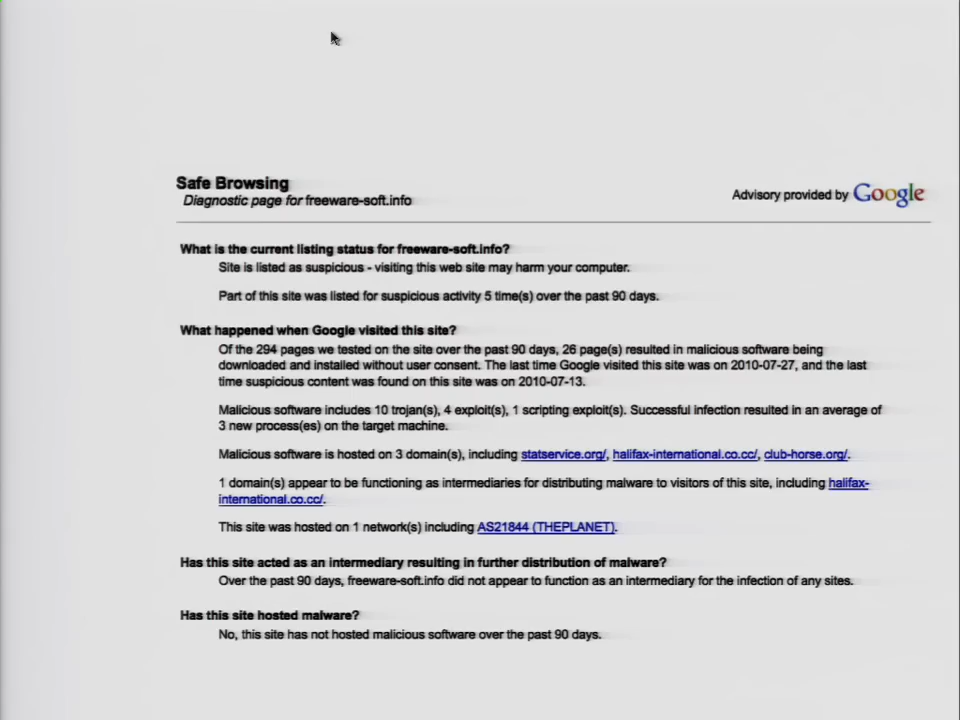 Safe Browsing
Diagnostic page for freeware-soft.info
Advisory provided by Google
What is the current listing status for freeware-soft.info?
Site is listed as suspicious - visiting this web site may harm your computer.
Part of this site was listed for suspicious activity 5 time(s) over the past 90 days.
What happened when Google visited this site?
Of the 294 pages we tested on the site over the past 90 days, 26 page(s) resulted in malicious software being
downloaded and installed without user consent. The last time Google visited this site was on 2010-07-27, and the last
time suspicious content was found on this site was on 2010-07-13.
Malicious software includes 10 trojan(s), 4 exploit(s), 1 scripting exploit(s). Successful infection resulted in an average of
3 new process(es) on the target machine.
Malicious software is hosted on 3 domain(s), including statservice.org/, halifax-international.co.cc/, club-horse.org/.
1 domain(s) appear to be functioning as intermediaries for distributing malware to visitors of this site, including halifax-
international.co.cc/.
This site was hosted on 1 network(s) including AS21844 (THEPLANET).
Has this site acted as an intermediary resulting in further distribution of malware?
Over the past 90 days, freeware-soft.info did not appear to function as an intermediary for the infection of any sites.
Has this site hosted malware?
No, this site has not hosted malicious software over the past 90 days.